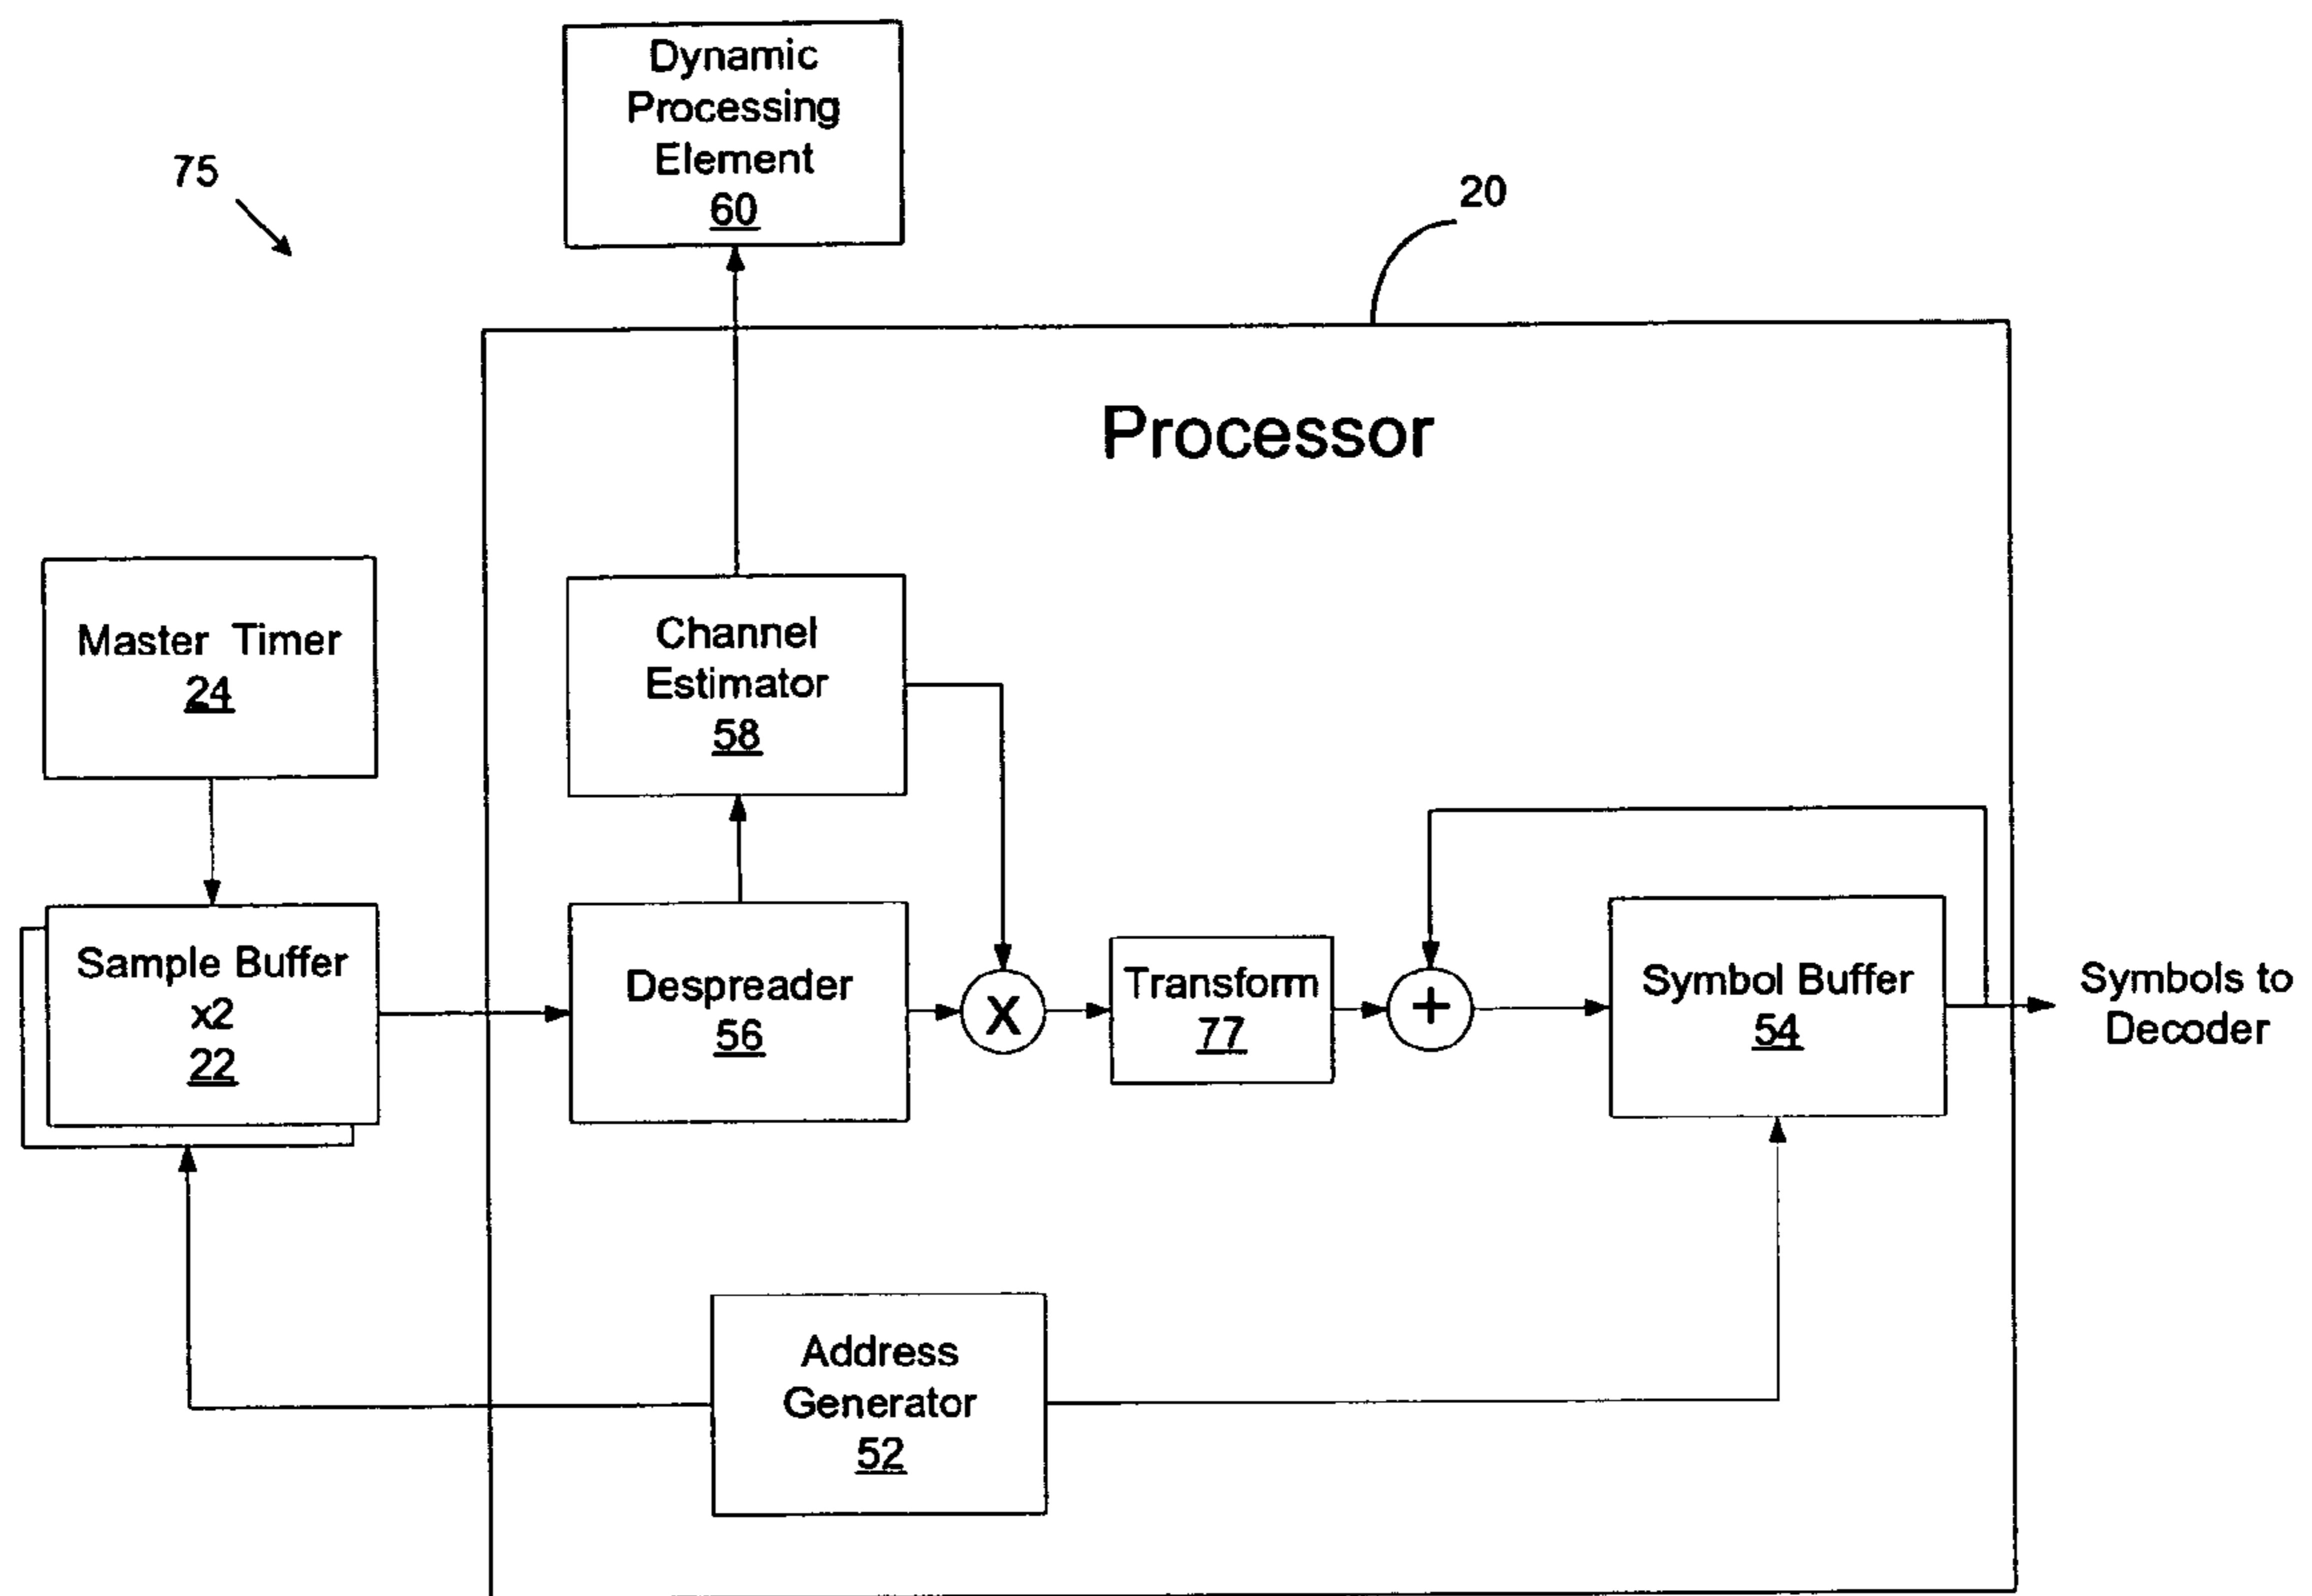 Dynamic
Processing
Element
60
75
20
Processor
Master Timer
24
Channel
Estimator
58
Sample Buffer
x2
22
Despreader
56
X
Transform
77
+
Symbol Buffer
54
Symbols to
Decoder
Address
Generator
52